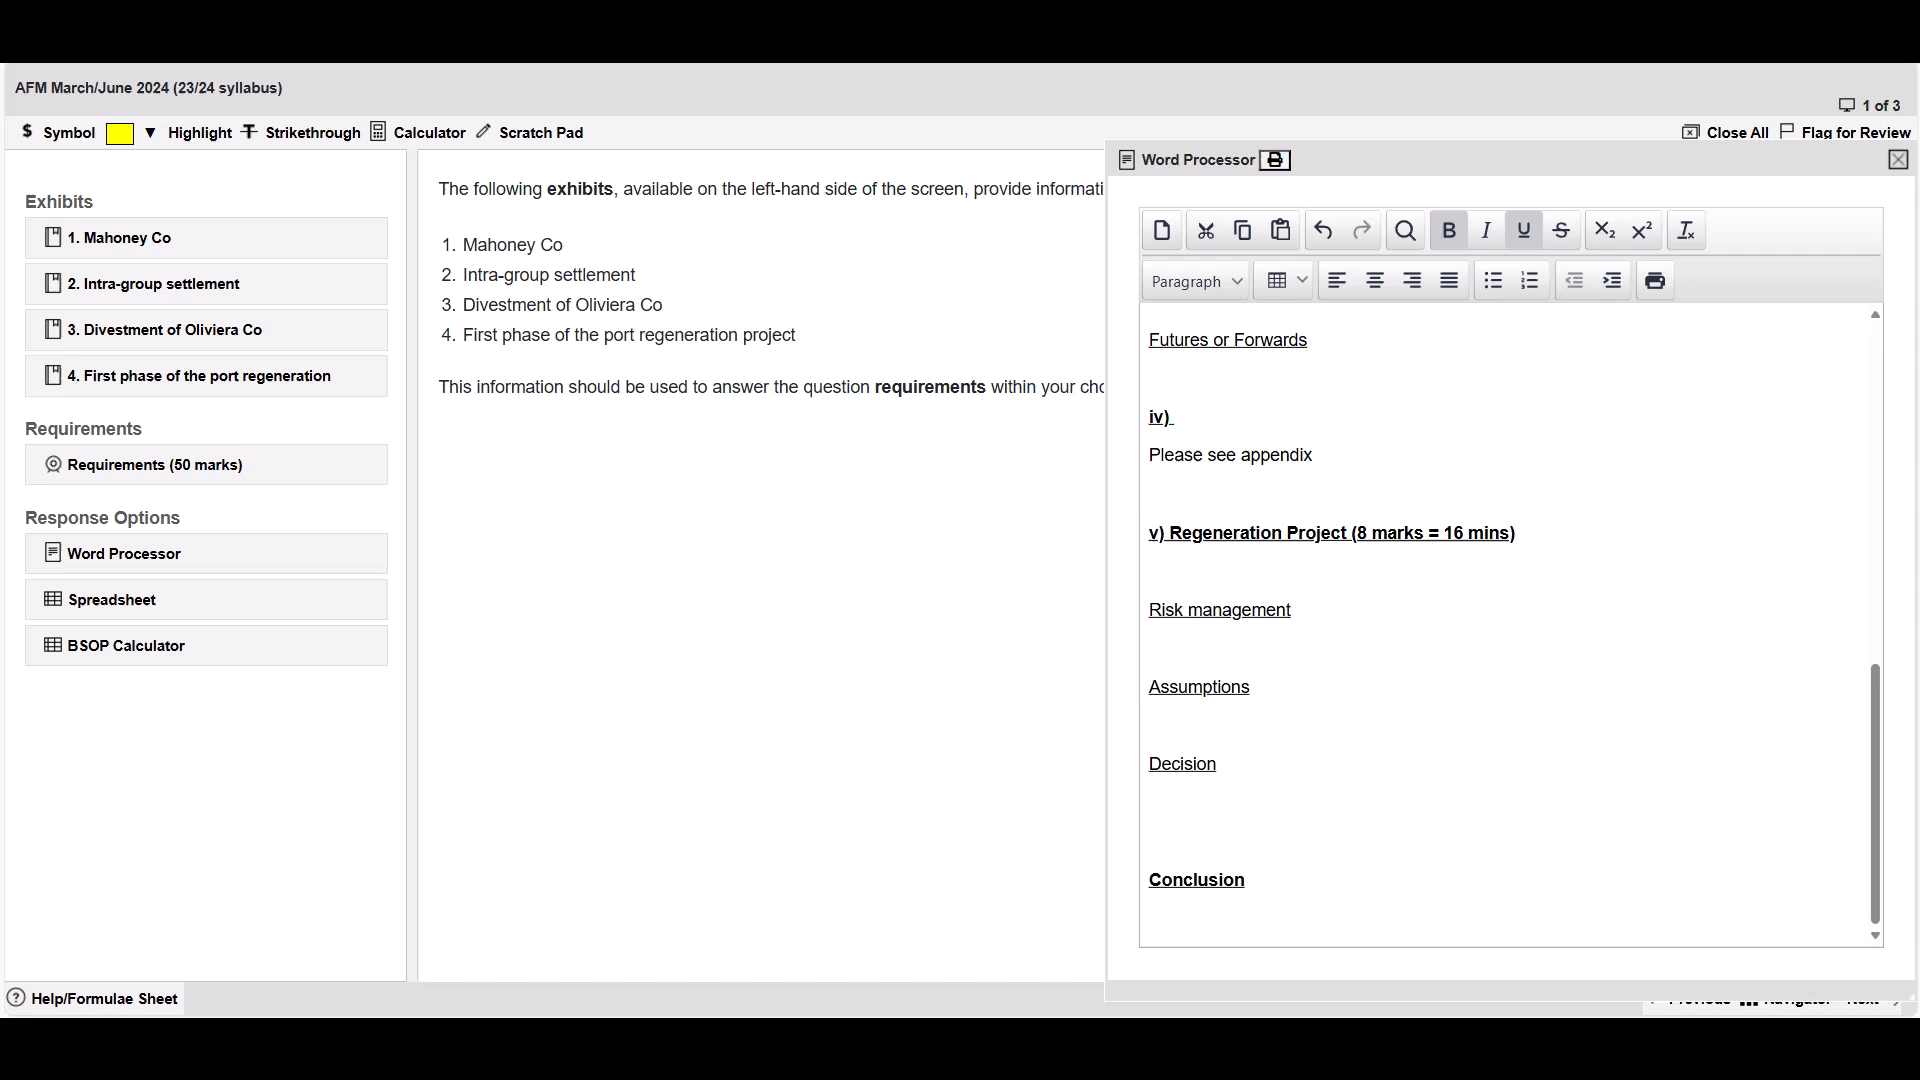 AFM March/June 2024 (23/24 syllabus)
1 of 3
$ Symbol Highlight Strikethrough Calculator Scratch Pad
Close All Flag for Review
Exhibits
1. Mahoney Co
2. Intra-group settlement
3. Divestment of Oliviera Co
4. First phase of the port regeneration
Requirements
Requirements (50 marks)
Response Options
Word Processor
Spreadsheet
BSOP Calculator
The following exhibits, available on the left-hand side of the screen, provide informati
1. Mahoney Co
2. Intra-group settlement
3. Divestment of Oliviera Co
4. First phase of the port regeneration project
This information should be used to answer the question requirements within your cho
Word Processor
B I U S X₂ X² Ix
Paragraph
Futures or Forwards
iv)
Please see appendix
v) Regeneration Project (8 marks = 16 mins)
Risk management
Assumptions
Decision
Conclusion
Help/Formulae Sheet
Previous Navigator Next